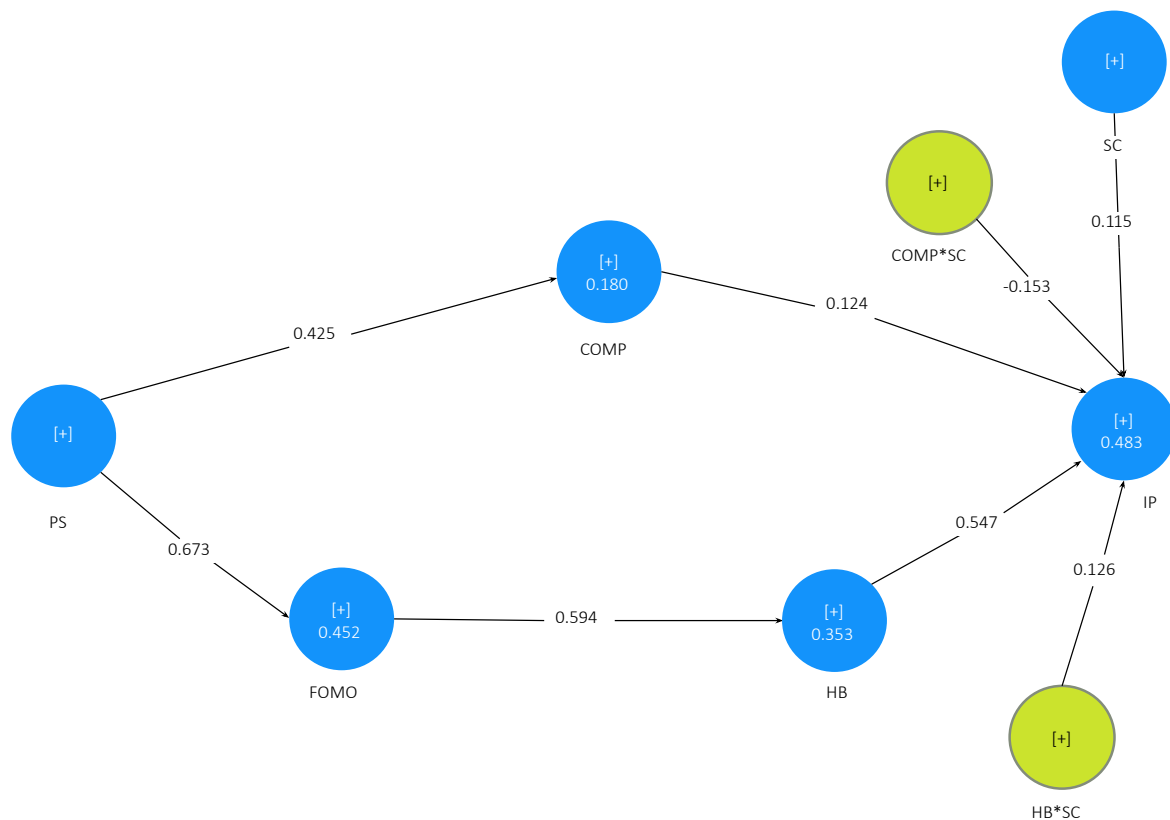 [+]
SC
[+]
COMP*SC
0.115
-0.153
[+]
0.180
COMP
0.124
0.425
[+]
PS
[+]
0.483
IP
0.673
0.547
[+]
0.452
FOMO
0.594
[+]
0.353
HB
0.126
[+]
HB*SC